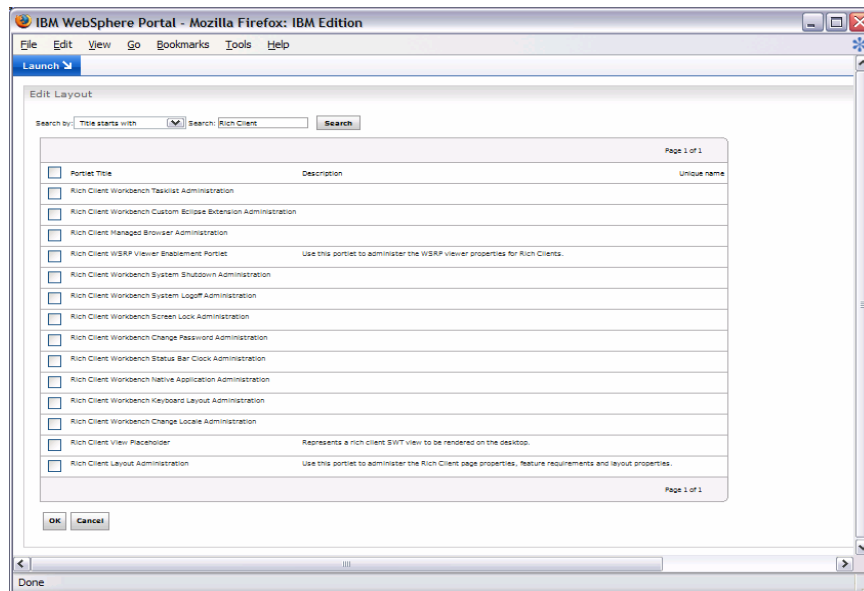 IBM WebSphere Portal - Mozilla Firefox: IBM Edition
File Edit View Go Bookmarks Tools Help
Launch
Edit Layout
Search by: Title starts with Search: Rich Client Search
Page 1 of 1
Portlet Title Description Unique name
Rich Client Workbench Tasklist Administration
Rich Client Workbench Custom Eclipse Extension Administration
Rich Client Managed Browser Administration
Rich Client WSRP Viewer Enablement Portlet Use this portlet to administer the WSRP viewer properties for Rich Clients.
Rich Client Workbench System Shutdown Administration
Rich Client Workbench System Logoff Administration
Rich Client Workbench Screen Lock Administration
Rich Client Workbench Change Password Administration
Rich Client Workbench Status Bar Clock Administration
Rich Client Workbench Native Application Administration
Rich Client Workbench Keyboard Layout Administration
Rich Client Workbench Change Locale Administration
Rich Client View Placeholder Represents a rich client SWT view to be rendered on the desktop.
Rich Client Layout Administration Use this portlet to administer the Rich Client page properties, feature requirements and layout properties.
Page 1 of 1
OK Cancel
Done